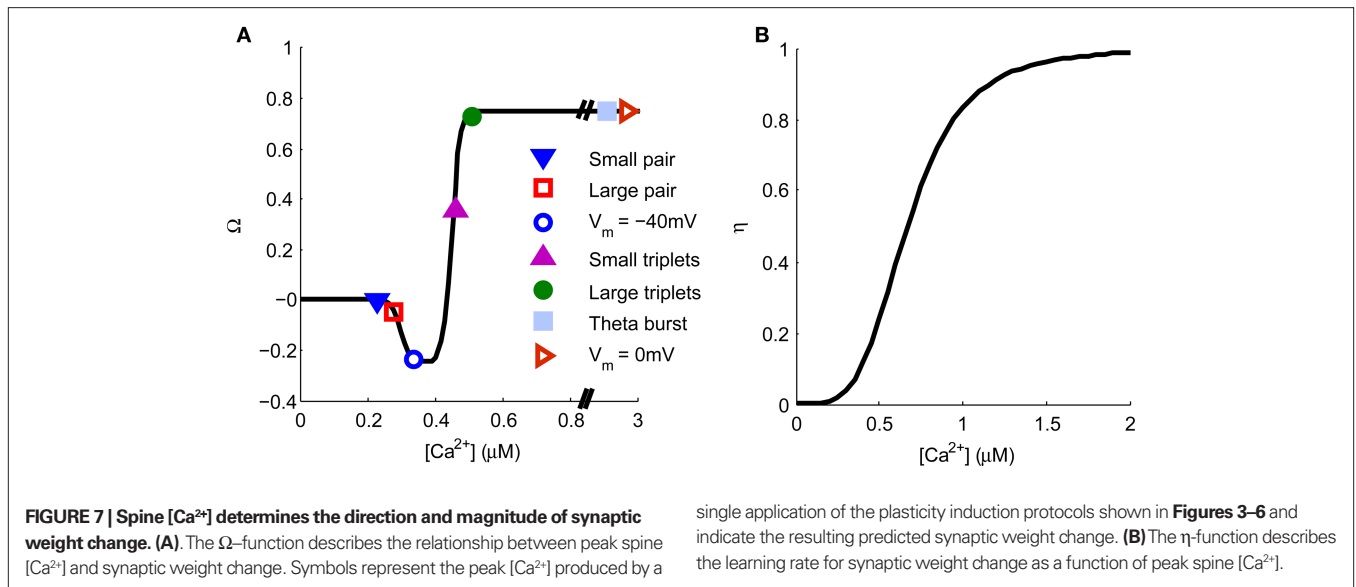 A
1
0.8
0.6
0.4
0.2
−0
−0.2
−0.4
Ω
0 0.2 0.4 0.6 0.8 3
[Ca²⁺] (μM)
Small pair
Large pair
Vₘ = −40mV
Small triplets
Large triplets
Theta burst
Vₘ = 0mV
B
1
0.8
0.6
0.4
0.2
0
η
0 0.5 1 1.5 2
[Ca²⁺] (μM)
FIGURE 7 | Spine [Ca²⁺] determines the direction and magnitude of synaptic
weight change. (A). The Ω–function describes the relationship between peak spine
[Ca²⁺] and synaptic weight change. Symbols represent the peak [Ca²⁺] produced by a
single application of the plasticity induction protocols shown in Figures 3–6 and
indicate the resulting predicted synaptic weight change. (B) The η-function describes
the learning rate for synaptic weight change as a function of peak spine [Ca²⁺].